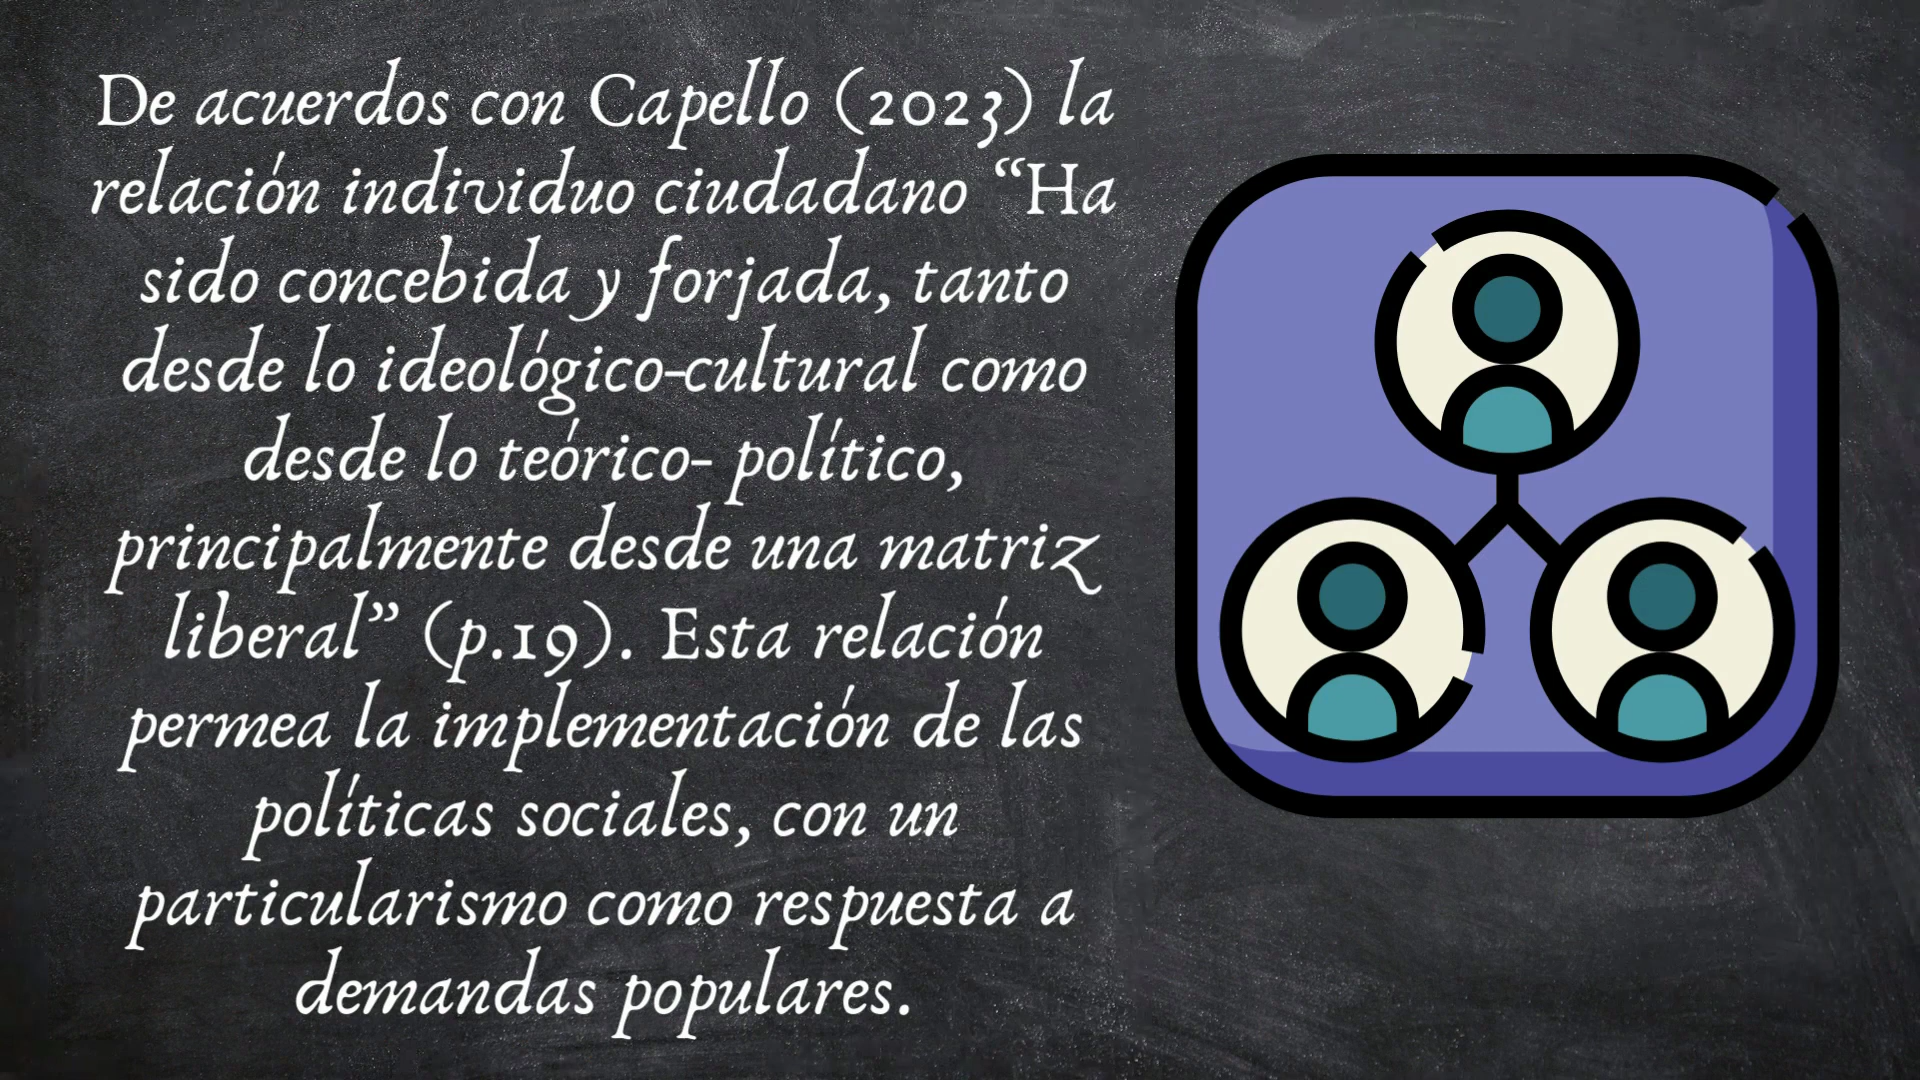 De acuerdos con Capello (2023) la
relación individuo ciudadano “Ha
sido concebida y forjada, tanto
desde lo ideológico-cultural como
desde lo teórico- político,
principalmente desde una matriz
liberal” (p.19). Esta relación
permea la implementación de las
políticas sociales, con un
particularismo como respuesta a
demandas populares.